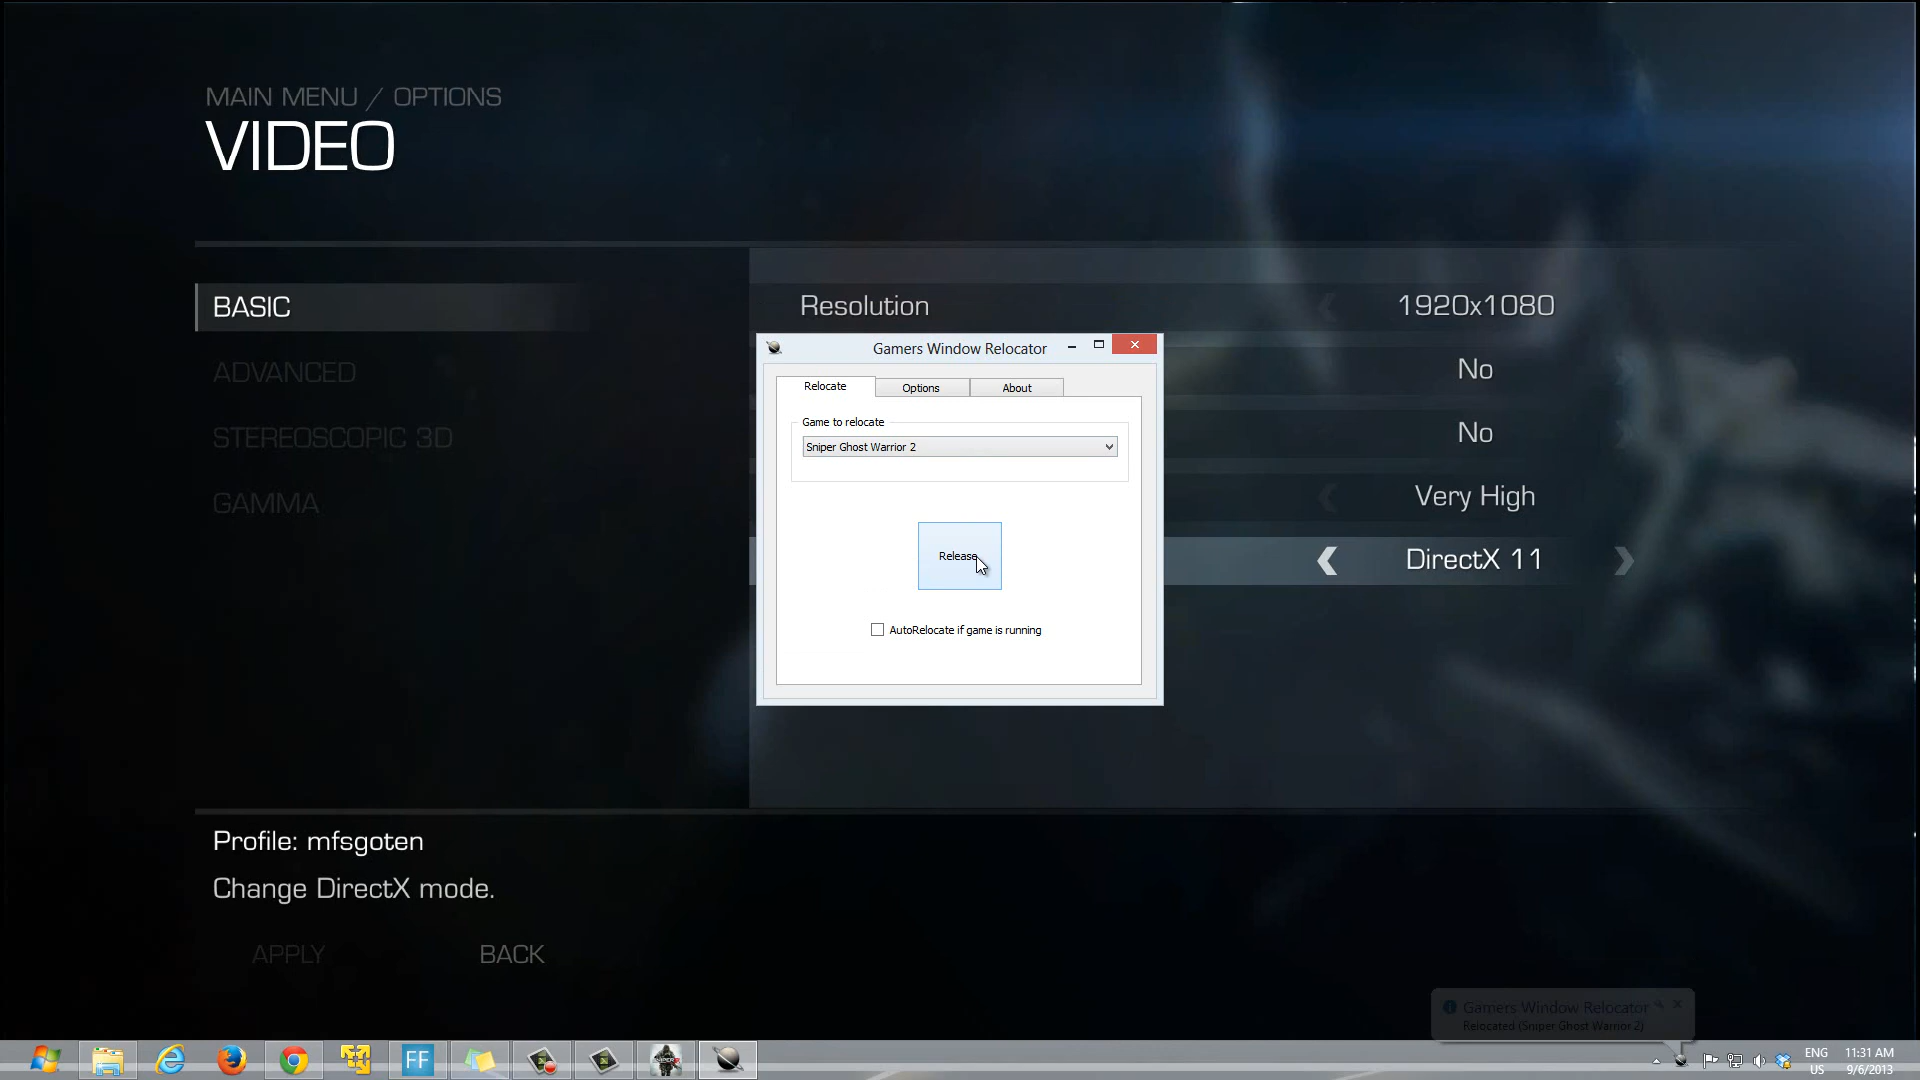 MAIN MENU / OPTIONS
VIDEO
BASIC
ADVANCED
STEREOSCOPIC 3D
GAMMA
Resolution
1920x1080
No
No
Very High
DirectX 11
Gamers Window Relocator
Relocate
Options
About
Game to relocate
Sniper Ghost Warrior 2
Release
AutoRelocate if game is running
Profile: mfsgoten
Change DirectX mode.
APPLY
BACK
Gamers Window Relocator
Relocated (Sniper Ghost Warrior 2)
FF
ENG
US
11:31 AM
9/6/2013